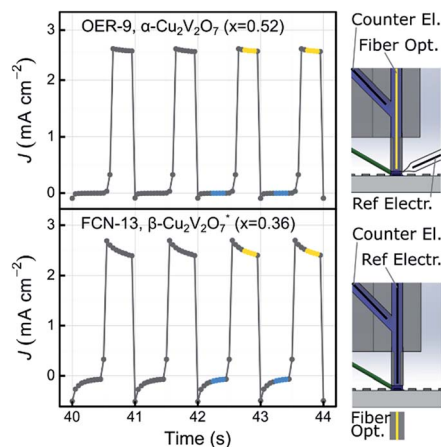 OER-9, α-Cu₂V₂O₇ (x=0.52)
J (mA cm⁻²)
3
2
1
0
FCN-13, β-Cu₂V₂O₇* (x=0.36)
J (mA cm⁻²)
3
2
1
0
40 41 42 43 44
Time (s)
Counter El.
Fiber Opt.
Ref Electr.
Counter El.
Ref Electr.
Fiber
Opt.